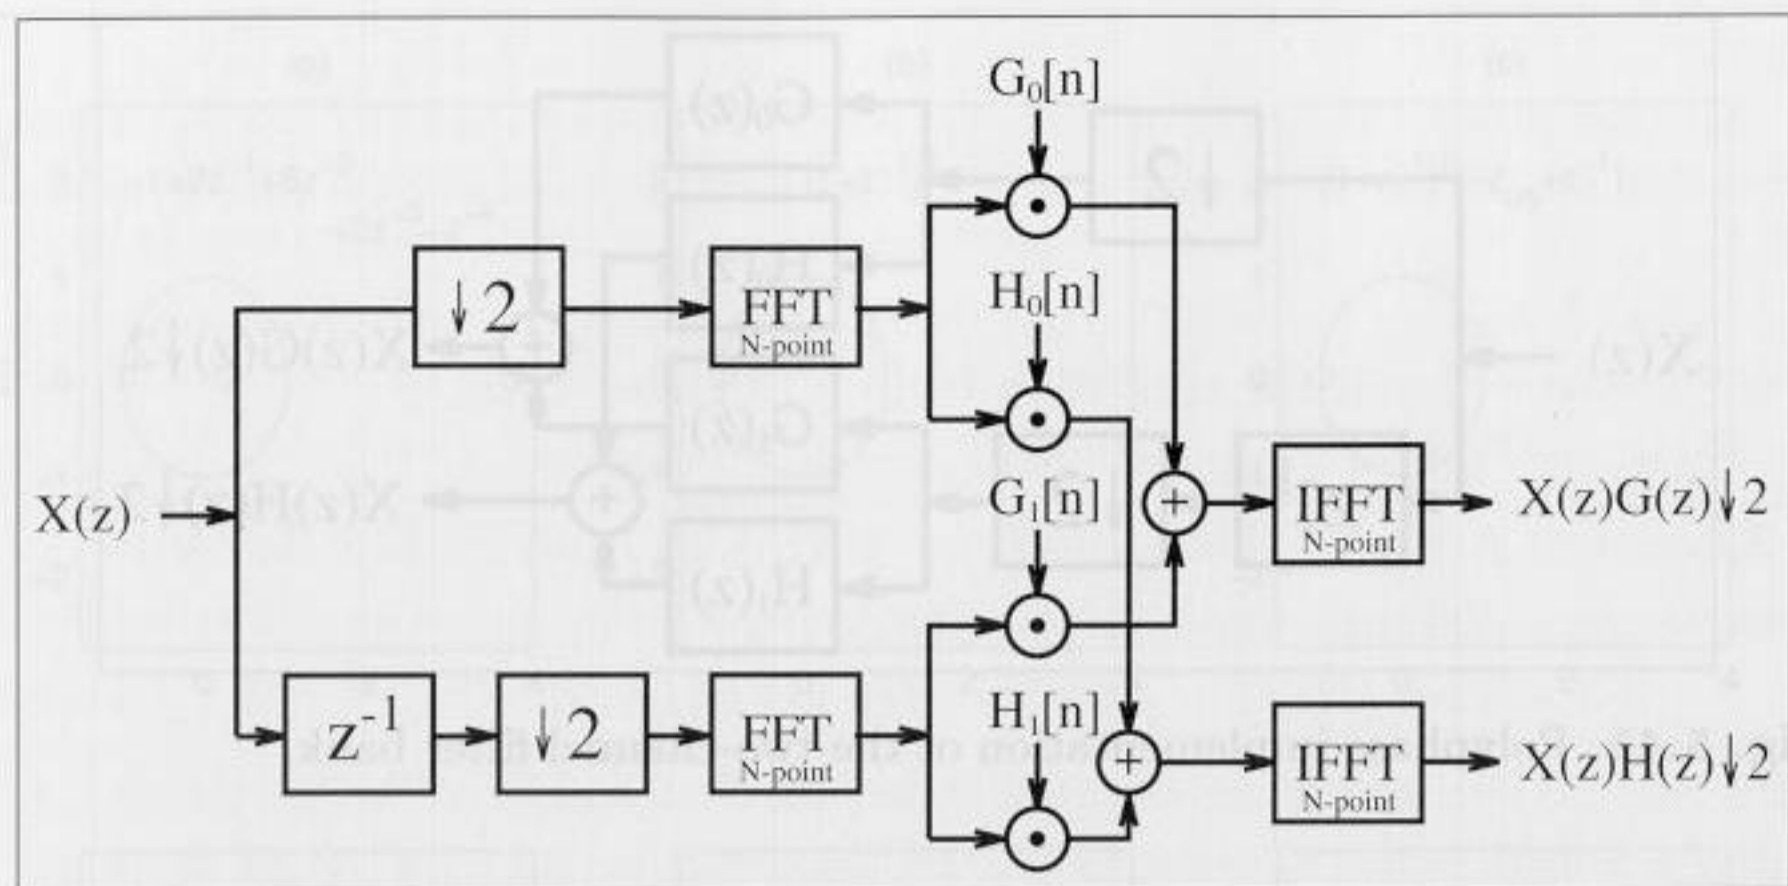 G₀[n]
H₀[n]
↓2
FFT
N-point
G₁[n]
X(z)
IFFT
N-point
X(z)G(z)↓2
z⁻¹
↓2
FFT
N-point
H₁[n]
IFFT
N-point
X(z)H(z)↓2